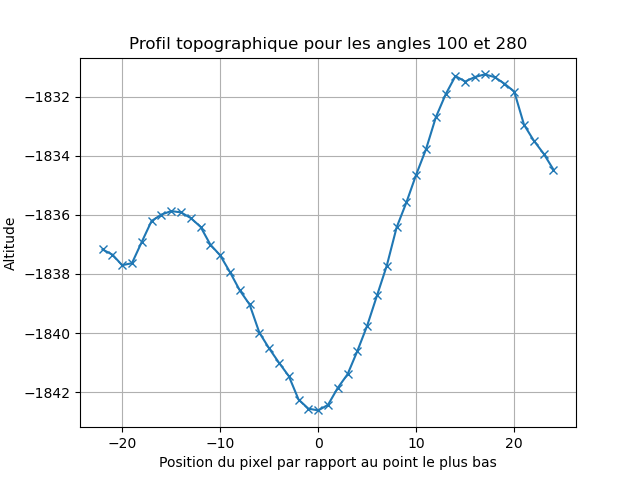 Profil topographique pour les angles 100 et 280
−1832
−1834
−1836
−1838
−1840
−1842
Altitude
−20 −10 0 10 20
Position du pixel par rapport au point le plus bas